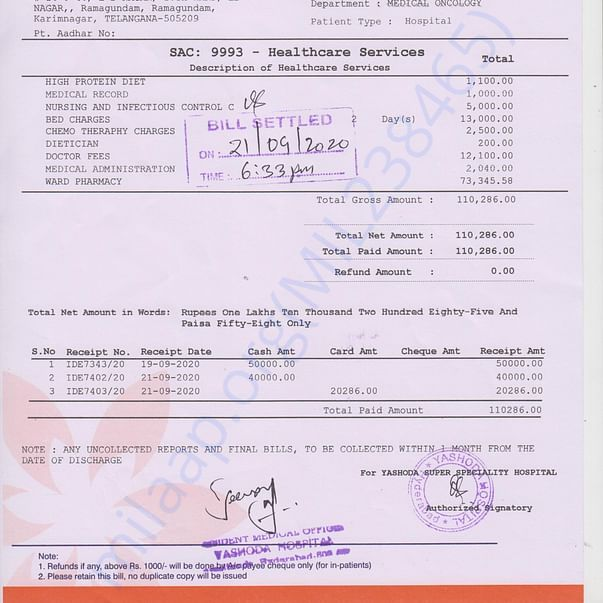 NAGAR,, Ramagundam, Ramagundam,
Karimnagar, TELANGANA-505209
Pt. Aadhar No:
Department : MEDICAL ONCOLOGY
Patient Type : Hospital
SAC: 9993 - Healthcare Services
Description of Healthcare Services Total
HIGH PROTEIN DIET 1,100.00
MEDICAL RECORD 1,000.00
NURSING AND INFECTIOUS CONTROL C 5,000.00
BED CHARGES 2 Day(s) 13,000.00
CHEMO THERAPHY CHARGES 2,500.00
DIETICIAN 200.00
DOCTOR FEES 12,100.00
MEDICAL ADMINISTRATION 2,040.00
WARD PHARMACY 73,345.58
BILL SETTLED
ON : 21/09/2020
TIME : 6:33pm
Total Gross Amount : 110,286.00
Total Net Amount : 110,286.00
Total Paid Amount : 110,286.00
Refund Amount : 0.00
Total Net Amount in Words: Rupees One Lakhs Ten Thousand Two Hundred Eighty-Five And
Paisa Fifty-Eight Only
S.No Receipt No. Receipt Date Cash Amt Card Amt Cheque Amt Receipt Amt
1 IDE7343/20 19-09-2020 50000.00 50000.00
2 IDE7402/20 21-09-2020 40000.00 40000.00
3 IDE7403/20 21-09-2020 20286.00 20286.00
Total Paid Amount 110286.00
NOTE : ANY UNCOLLECTED REPORTS AND FINAL BILLS, TO BE COLLECTED WITHIN 1 MONTH FROM THE
DATE OF DISCHARGE
For YASHODA SUPER SPECIALITY HOSPITAL
YASHODA HOSPITAL
Authorized Signatory
YASHODA HOSPITAL
Note:
1. Refunds if any, above Rs. 1000/- will be done by A/c payee cheque only (for in-patients)
2. Please retain this bill, no duplicate copy will be issued
milaap.org(MIL2384465)